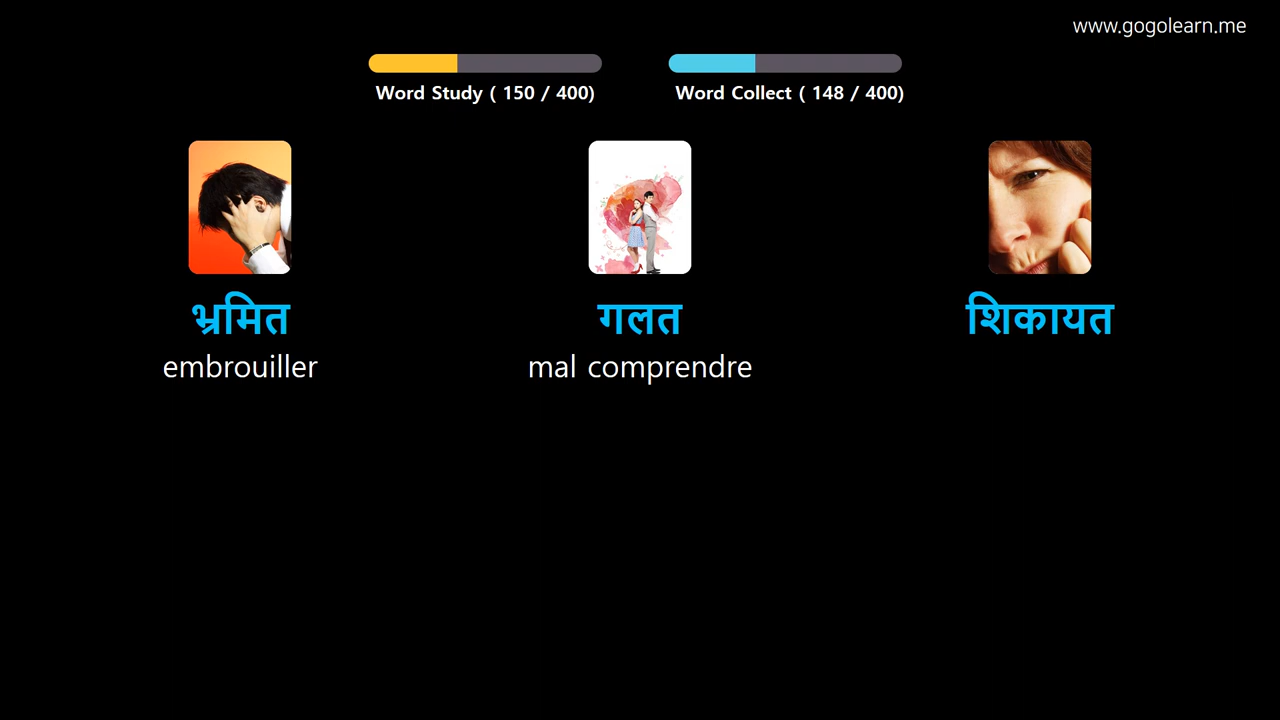 www.gogolearn.me
Word Study ( 150 / 400)
Word Collect ( 148 / 400)
भ्रमित
गलत
शिकायत
embrouiller
mal comprendre